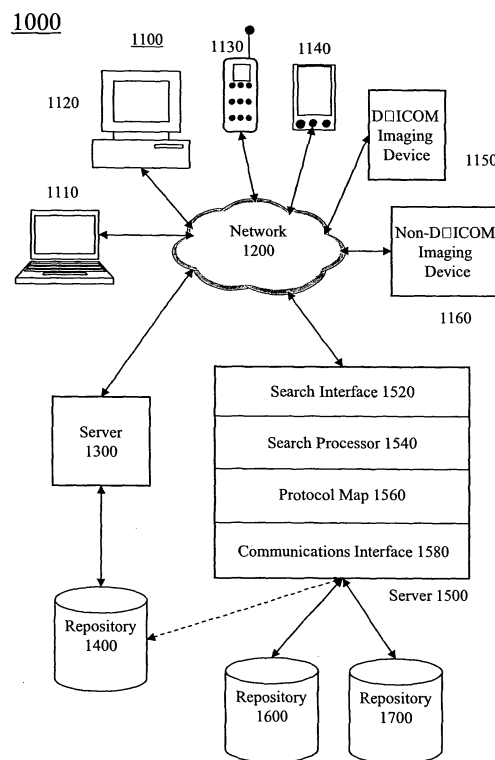 1000
1100
1130
1140
1120
D□ICOM
Imaging
Device
1150
1110
Network
1200
Non-D□ICOM
Imaging
Device
1160
Server
1300
Search Interface 1520
Search Processor 1540
Protocol Map 1560
Communications Interface 1580
Server 1500
Repository
1400
Repository
1600
Repository
1700